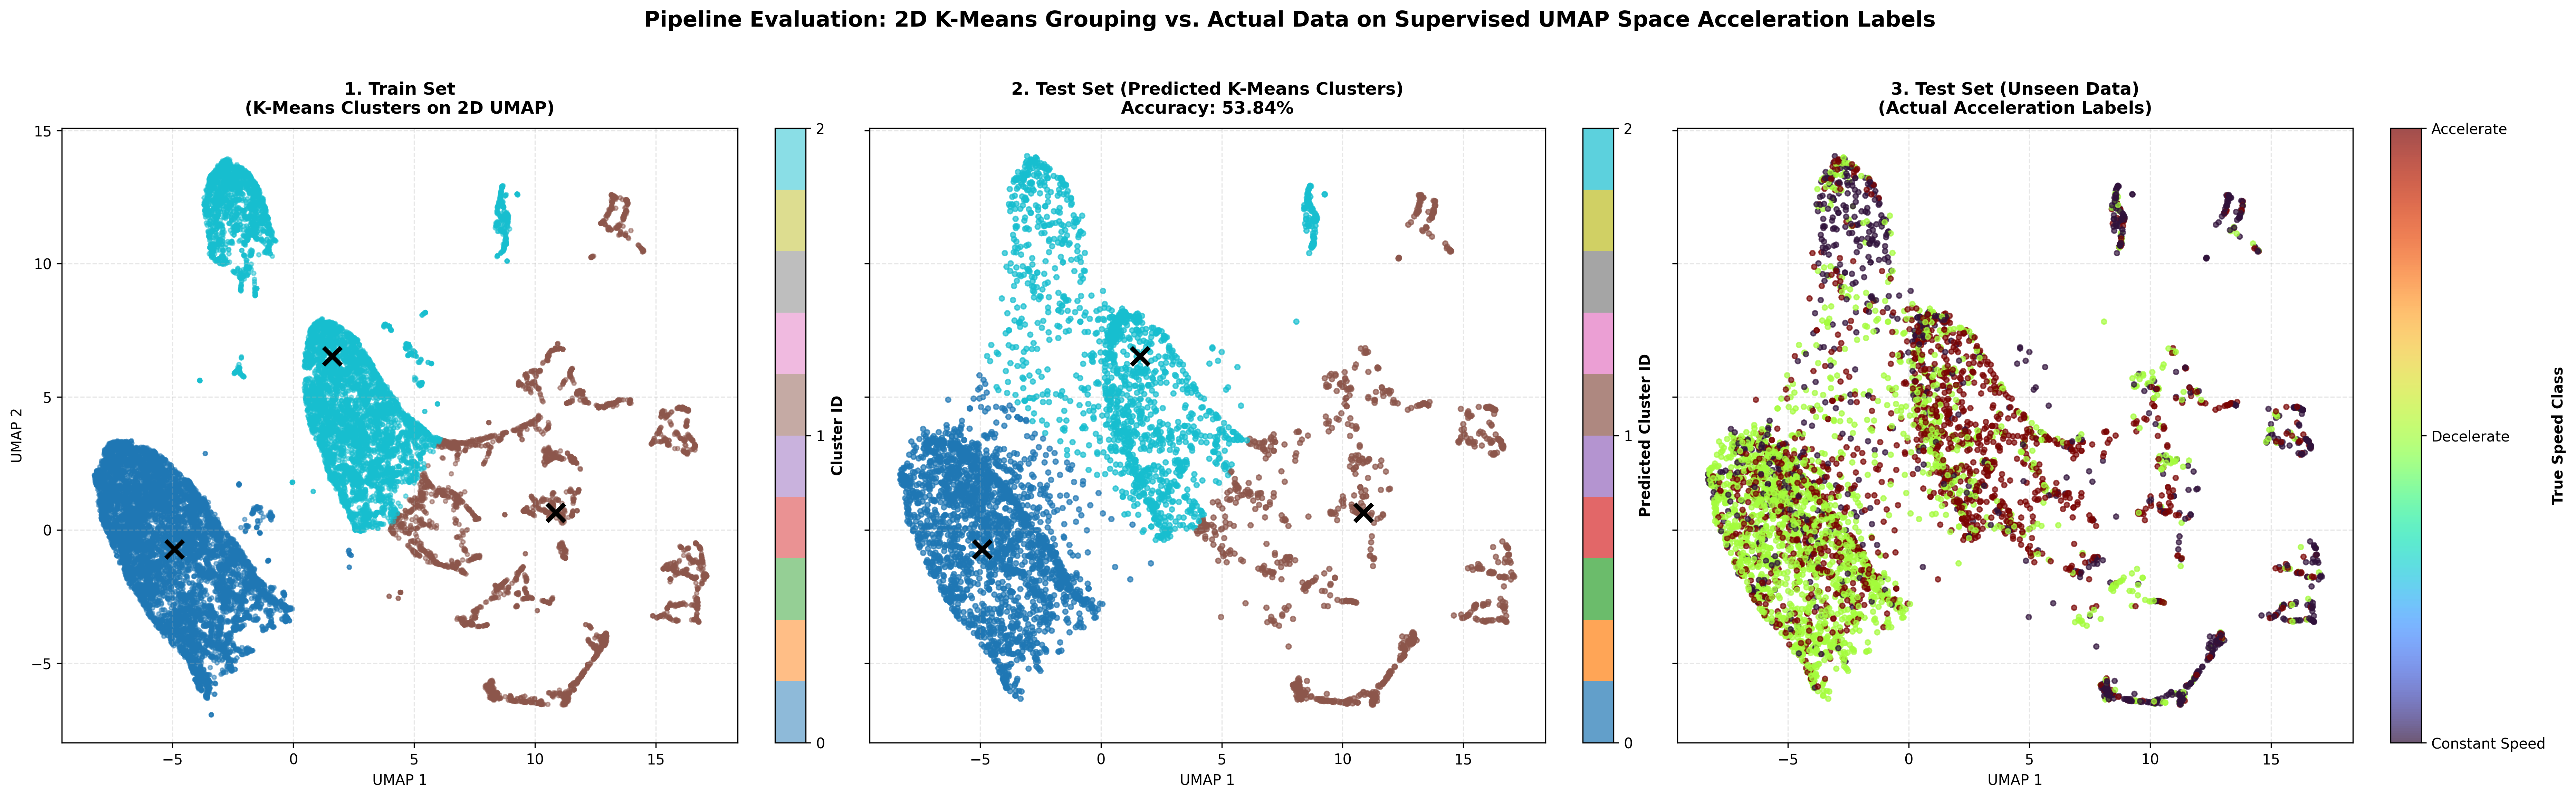 Pipeline Evaluation: 2D K-Means Grouping vs. Actual Data on Supervised UMAP Space Acceleration Labels
1. Train Set
(K-Means Clusters on 2D UMAP)
15
10
5
0
−5
UMAP 2
−5
0
5
10
15
UMAP 1
2
1
0
Cluster ID
2. Test Set (Predicted K-Means Clusters)
Accuracy: 53.84%
−5
0
5
10
15
UMAP 1
2
1
0
Predicted Cluster ID
3. Test Set (Unseen Data)
(Actual Acceleration Labels)
−5
0
5
10
15
UMAP 1
Accelerate
Decelerate
Constant Speed
True Speed Class